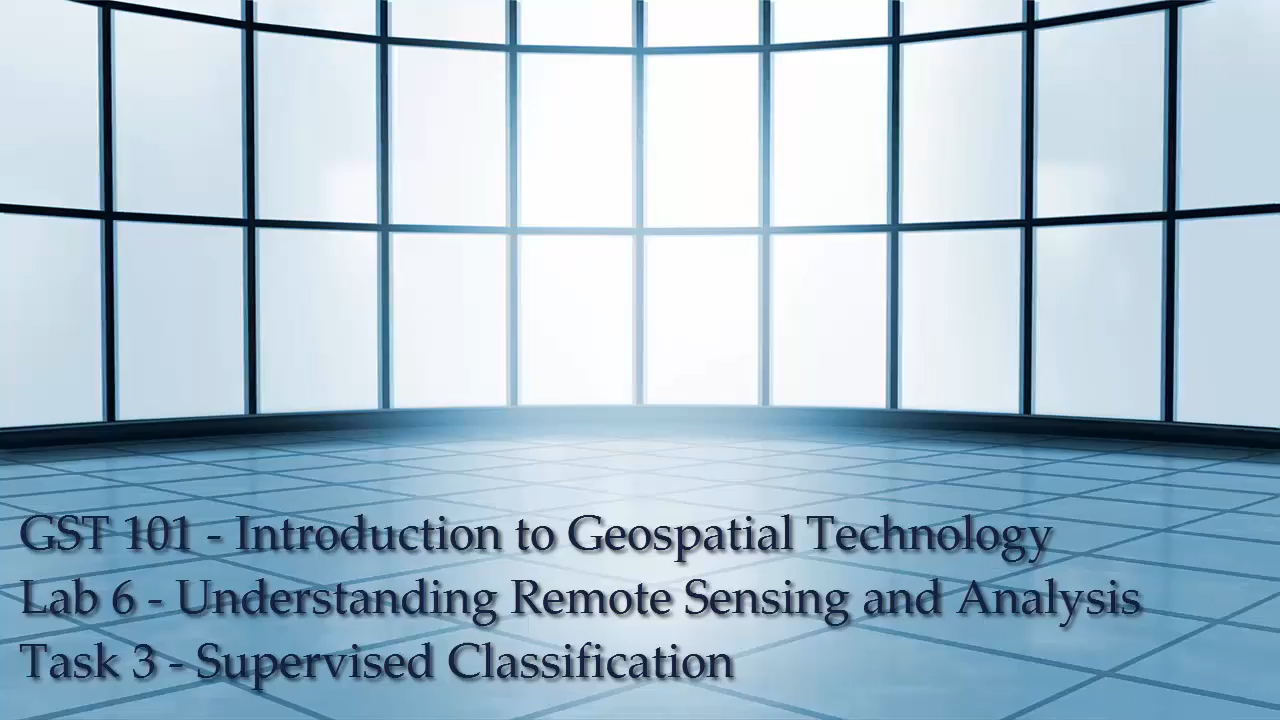 GST 101 - Introduction to Geospatial Technology
Lab 6 - Understanding Remote Sensing and Analysis
Task 3 - Supervised Classification